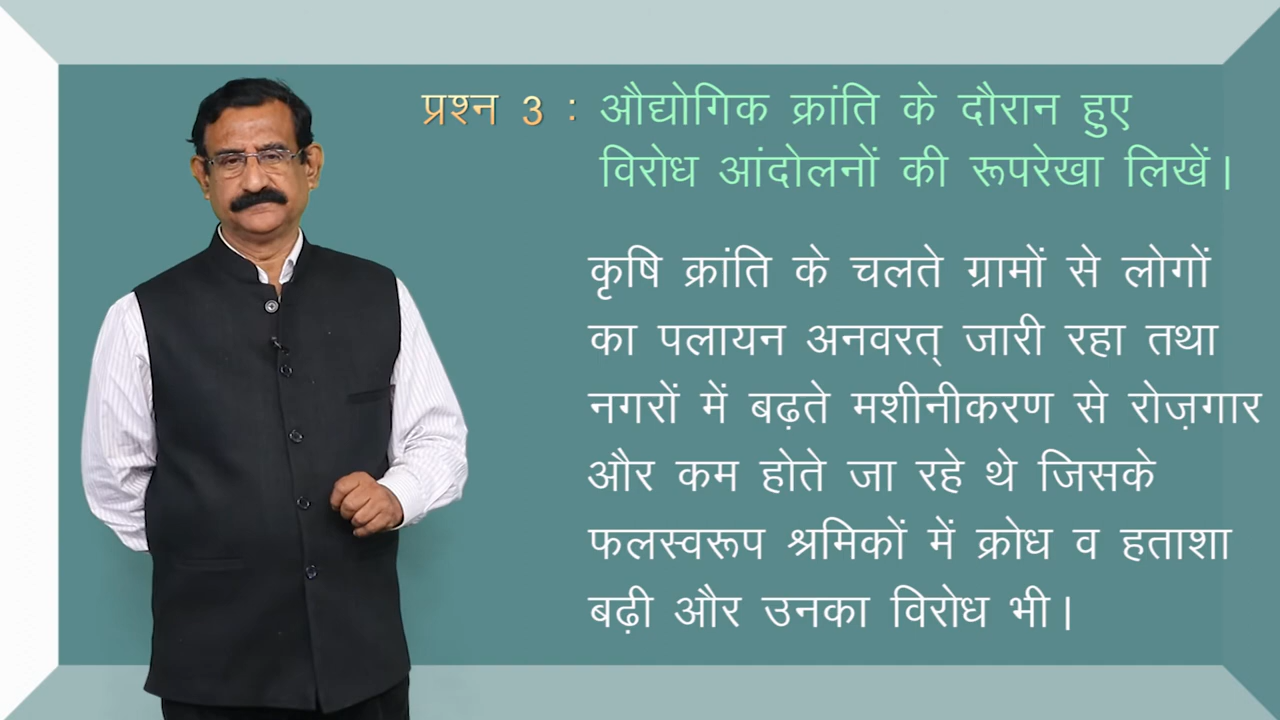 प्रश्न 3 : औद्योगिक क्रांति के दौरान हुए
विरोध आंदोलनों की रूपरेखा लिखें।
कृषि क्रांति के चलते ग्रामों से लोगों
का पलायन अनवरत् जारी रहा तथा
नगरों में बढ़ते मशीनीकरण से रोज़गार
और कम होते जा रहे थे जिसके
फलस्वरूप श्रमिकों में क्रोध व हताशा
बढ़ी और उनका विरोध भी।